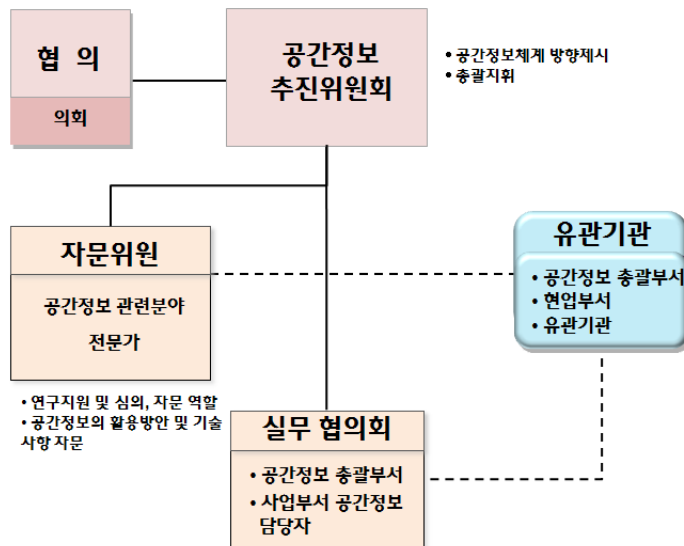 협 의
의회
공간정보
추진위원회
• 공간정보체계 방향제시
• 총괄지휘
자문위원
공간정보 관련분야
전문가
• 연구지원 및 심의, 자문 역할
• 공간정보의 활용방안 및 기술
사항 자문
유관기관
• 공간정보 총괄부서
• 현업부서
• 유관기관
실무 협의회
• 공간정보 총괄부서
• 사업부서 공간정보
담당자